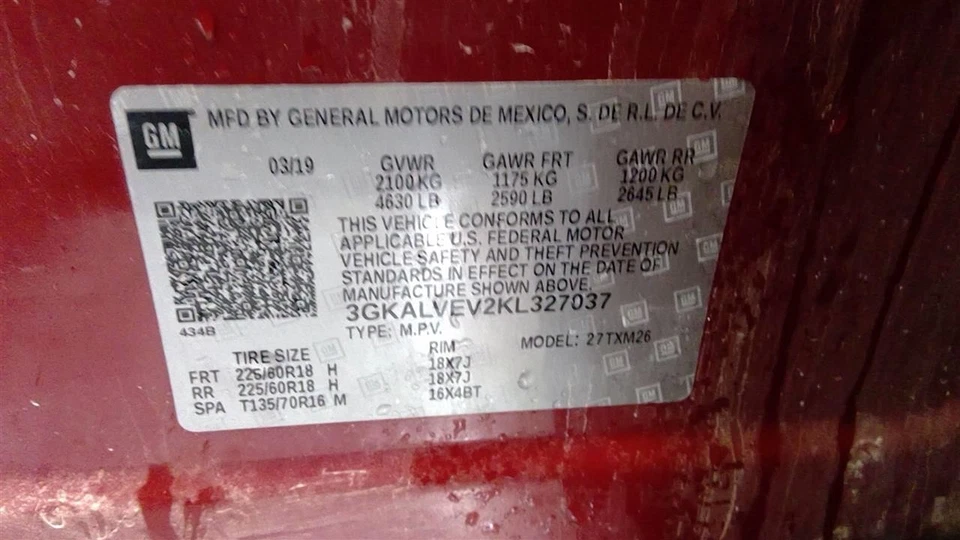 GM MFD BY GENERAL MOTORS DE MEXICO, S. DE R.L. DE C.V.
03/19 GVWR GAWR FRT GAWR RR
2100 KG 1175 KG 1200 KG
4630 LB 2590 LB 2645 LB
THIS VEHICLE CONFORMS TO ALL
APPLICABLE U.S. FEDERAL MOTOR
VEHICLE SAFETY AND THEFT PREVENTION
STANDARDS IN EFFECT ON THE DATE OF
MANUFACTURE SHOWN ABOVE.
3GKALVEV2KL327037
434B TYPE: M.P.V. MODEL: 27TXM26
TIRE SIZE RIM
FRT 225/60R18 H 18X7J
RR 225/60R18 H 18X7J
SPA T135/70R16 M 16X4BT